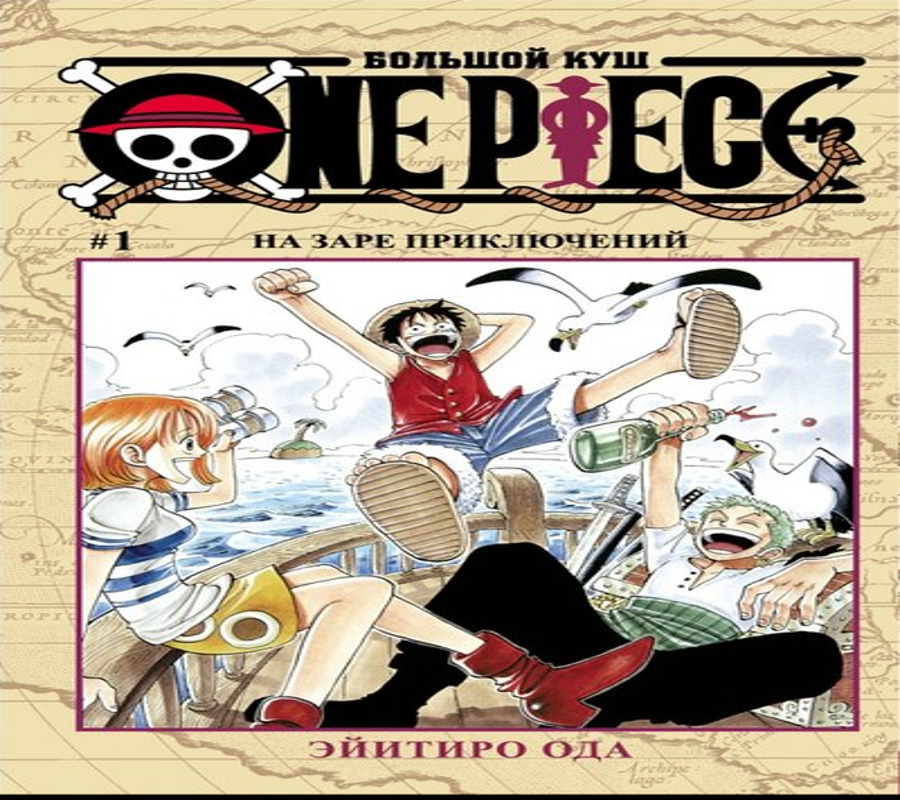 БОЛЬШОЙ КУШ
ONE PIECE
#1
НА ЗАРЕ ПРИКЛЮЧЕНИЙ
ЭЙИТИРО ОДА